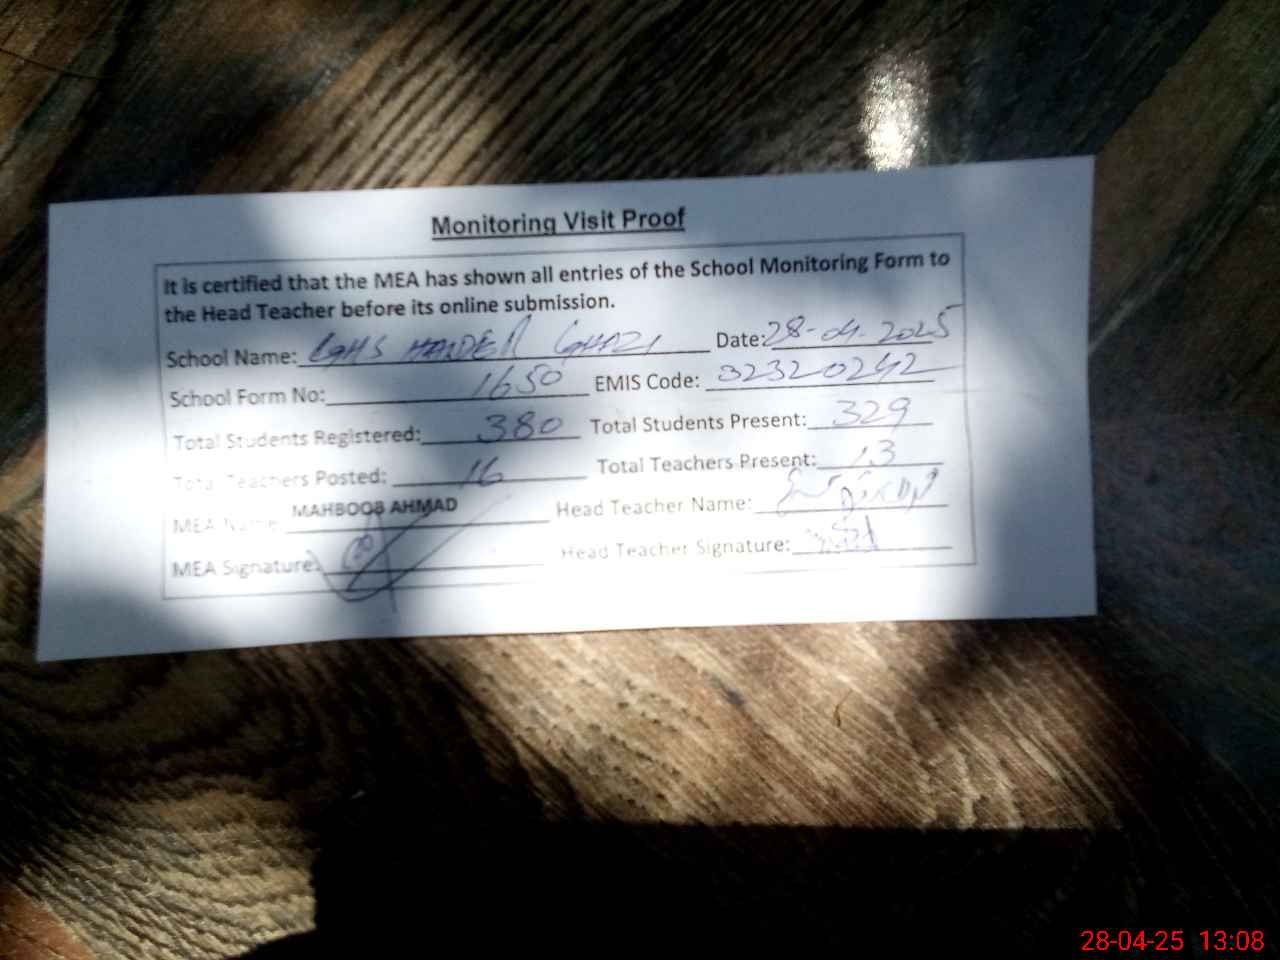 Monitoring Visit Proof
It is certified that the MEA has shown all entries of the School Monitoring Form to
the Head Teacher before its online submission.
School Name: GHS HAIDER GHAZI Date: 28-04-2025
School Form No: 1650 EMIS Code: 32320242
Total Students Registered: 380 Total Students Present: 329
Total Teachers Posted: 16 Total Teachers Present: 13
MEA Name: MAHBOOB AHMAD Head Teacher Name:
MEA Signature: Head Teacher Signature:
28-04-25 13:08